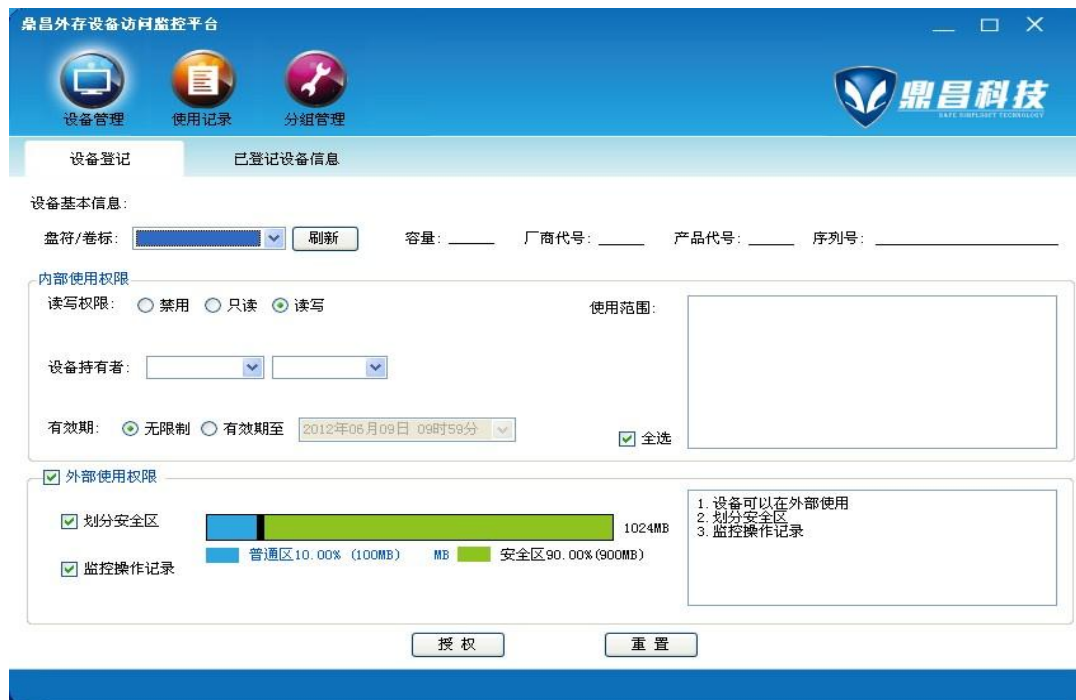 鼎昌外存设备访问监控平台
设备管理 使用记录 分组管理
鼎昌科技
SAFE SIMPLSOFT TECHNOLOGY
设备登记 已登记设备信息
设备基本信息:
盘符/卷标: 刷新 容量: 厂商代号: 产品代号: 序列号:
内部使用权限
读写权限: 禁用 只读 读写 使用范围:
设备持有者:
有效期: 无限制 有效期至 2012年06月09日 09时59分 全选
外部使用权限
划分安全区 1024MB
普通区10.00% (100MB) MB 安全区90.00%(900MB)
监控操作记录
1. 设备可以在外部使用
2. 划分安全区
3. 监控操作记录
授 权 重 置